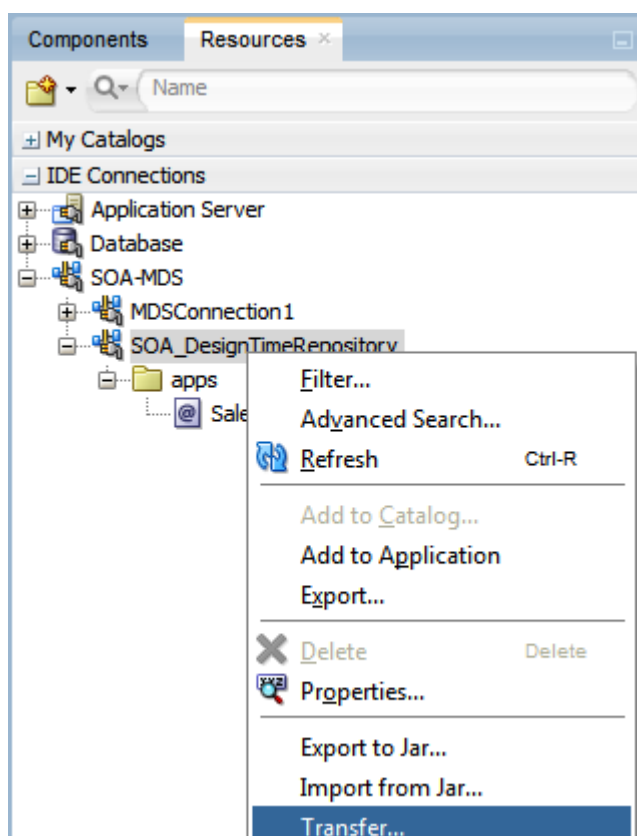 Components Resources ×
Name
My Catalogs
IDE Connections
Application Server
Database
SOA-MDS
MDSConnection1
SOA_DesignTimeRepository
apps
Filter...
Advanced Search...
Refresh Ctrl-R
Add to Catalog...
Add to Application
Export...
Delete Delete
Properties...
Export to Jar...
Import from Jar...
Transfer...